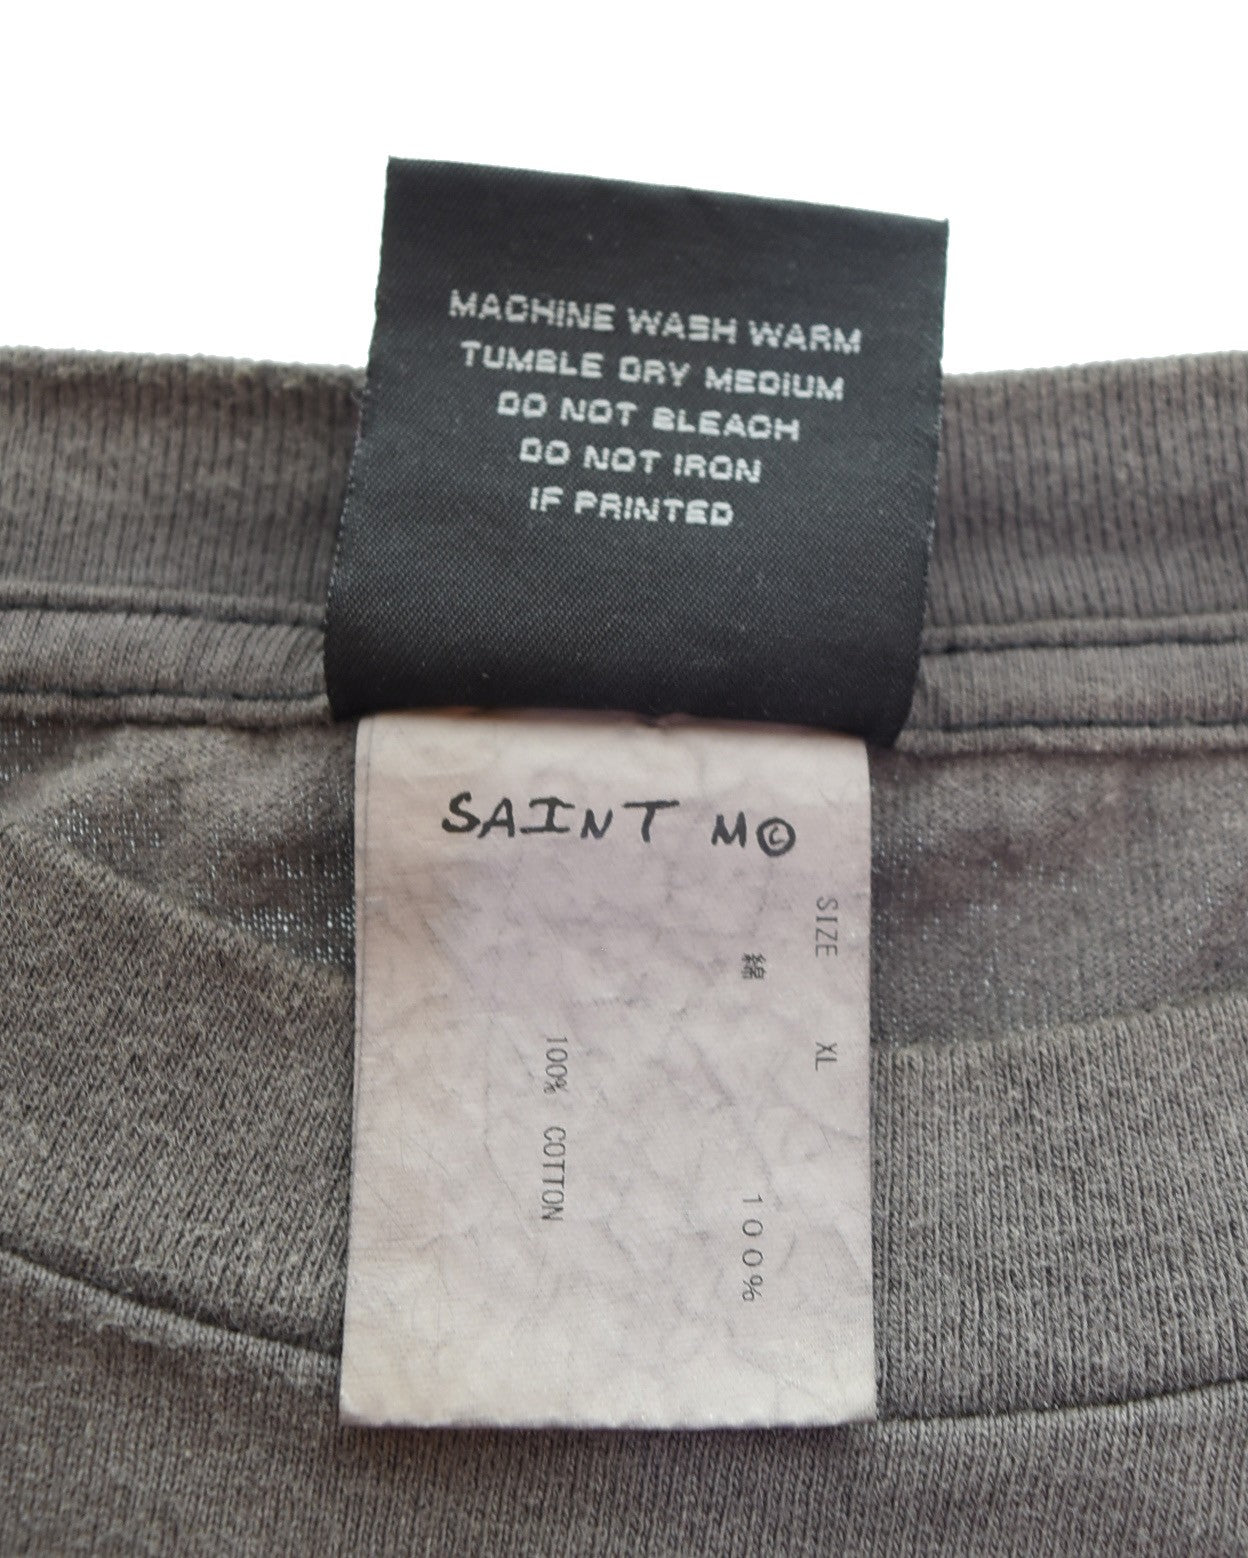 MACHINE WASH WARM
TUMBLE DRY MEDIUM
DO NOT BLEACH
DO NOT IRON
IF PRINTED
SAINT M©
SIZE XL
綿 100%
100% COTTON